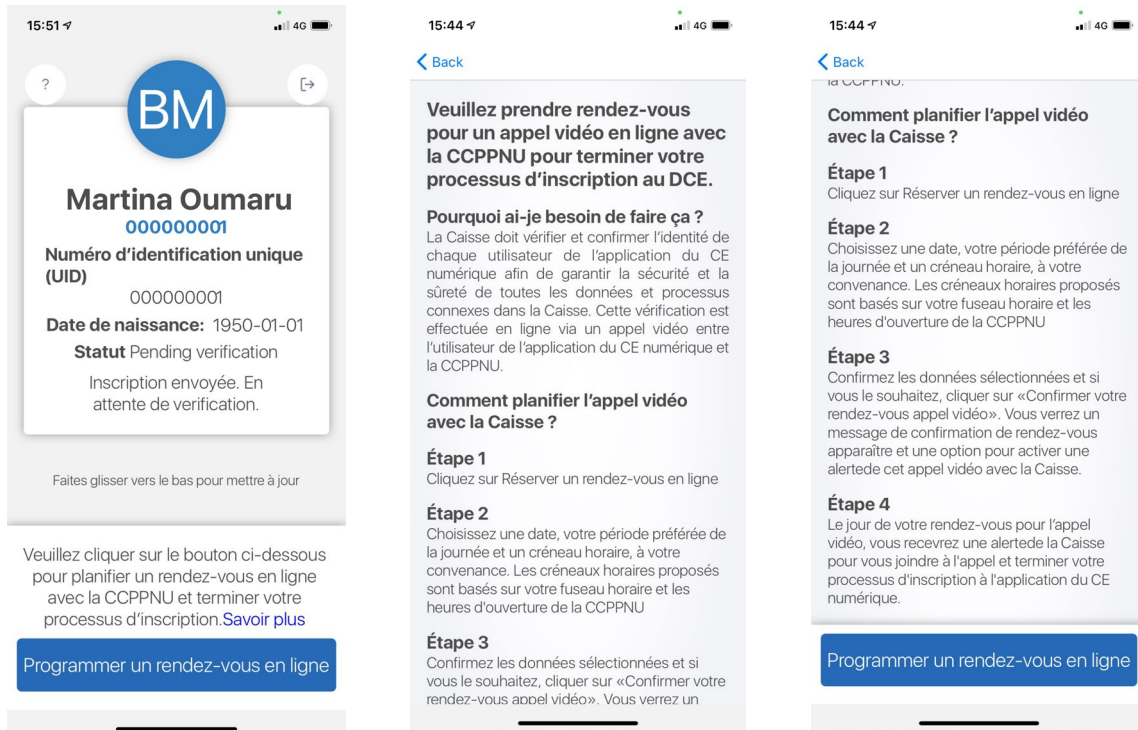 15:51
4G
?
BM
Martina Oumaru
000000001
Numéro d'identification unique
(UID)
000000001
Date de naissance: 1950-01-01
Statut Pending verification
Inscription envoyée. En
attente de verification.
Faites glisser vers le bas pour mettre à jour
Veuillez cliquer sur le bouton ci-dessous
pour planifier un rendez-vous en ligne
avec la CCPPNU et terminer votre
processus d'inscription.Savoir plus
Programmer un rendez-vous en ligne
15:44
4G
Back
Veuillez prendre rendez-vous
pour un appel vidéo en ligne avec
la CCPPNU pour terminer votre
processus d'inscription au DCE.
Pourquoi ai-je besoin de faire ça ?
La Caisse doit vérifier et confirmer l'identité de
chaque utilisateur de l'application du CE
numérique afin de garantir la sécurité et la
sûreté de toutes les données et processus
connexes dans la Caisse. Cette vérification est
effectuée en ligne via un appel vidéo entre
l'utilisateur de l'application du CE numérique et
la CCPPNU.
Comment planifier l'appel vidéo
avec la Caisse ?
Étape 1
Cliquez sur Réserver un rendez-vous en ligne
Étape 2
Choisissez une date, votre période préférée de
la journée et un créneau horaire, à votre
convenance. Les créneaux horaires proposés
sont basés sur votre fuseau horaire et les
heures d'ouverture de la CCPPNU
Étape 3
Confirmez les données sélectionnées et si
vous le souhaitez, cliquer sur «Confirmer votre
rendez-vous appel vidéo». Vous verrez un
15:44
4G
Back
la CCPPNU.
Comment planifier l'appel vidéo
avec la Caisse ?
Étape 1
Cliquez sur Réserver un rendez-vous en ligne
Étape 2
Choisissez une date, votre période préférée de
la journée et un créneau horaire, à votre
convenance. Les créneaux horaires proposés
sont basés sur votre fuseau horaire et les
heures d'ouverture de la CCPPNU
Étape 3
Confirmez les données sélectionnées et si
vous le souhaitez, cliquer sur «Confirmer votre
rendez-vous appel vidéo». Vous verrez un
message de confirmation de rendez-vous
apparaître et une option pour activer une
alertede cet appel vidéo avec la Caisse.
Étape 4
Le jour de votre rendez-vous pour l'appel
vidéo, vous recevrez une alertede la Caisse
pour vous joindre à l'appel et terminer votre
processus d'inscription à l'application du CE
numérique.
Programmer un rendez-vous en ligne